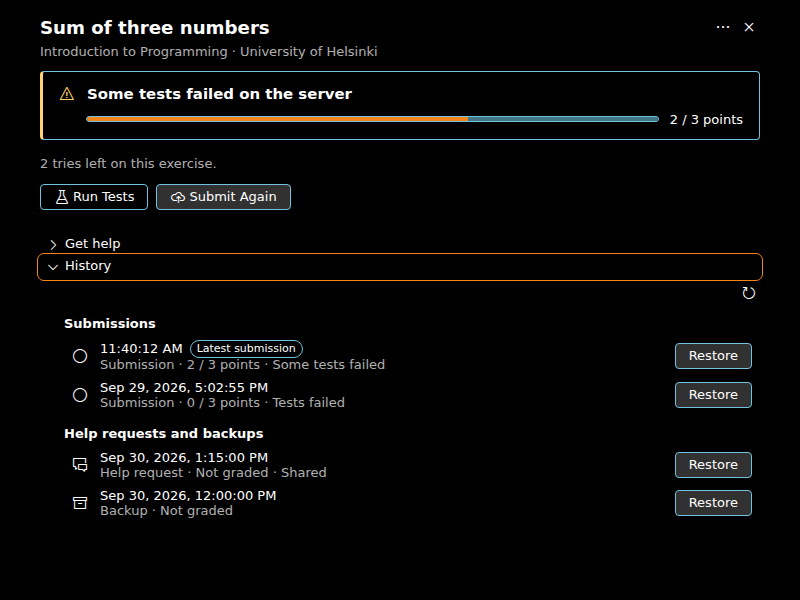 Sum of three numbers
Introduction to Programming · University of Helsinki
Some tests failed on the server
2 / 3 points
2 tries left on this exercise.
Run Tests
Submit Again
Get help
History
Submissions
11:40:12 AM Latest submission
Submission · 2 / 3 points · Some tests failed
Restore
Sep 29, 2026, 5:02:55 PM
Submission · 0 / 3 points · Tests failed
Restore
Help requests and backups
Sep 30, 2026, 1:15:00 PM
Help request · Not graded · Shared
Restore
Sep 30, 2026, 12:00:00 PM
Backup · Not graded
Restore